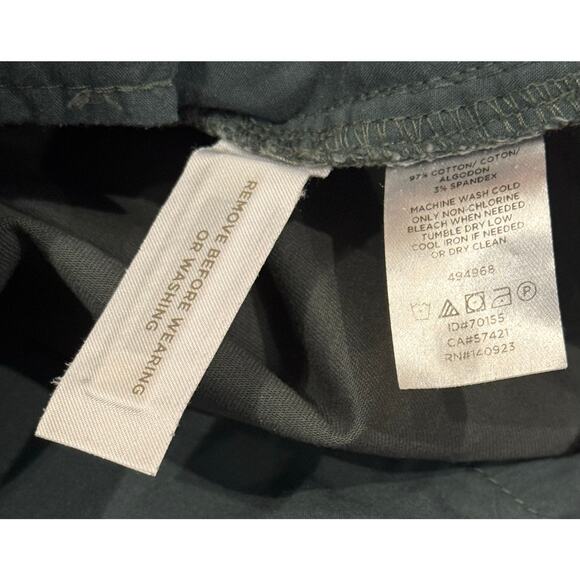 REMOVE BEFORE WEARING
OR WASHING
97% COTTON/ COTON/
ALGODON
3% SPANDEX
MACHINE WASH COLD
ONLY NON-CHLORINE
BLEACH WHEN NEEDED
TUMBLE DRY LOW
COOL IRON IF NEEDED
OR DRY CLEAN
494968
ID#70155
CA#57421
RN#140923